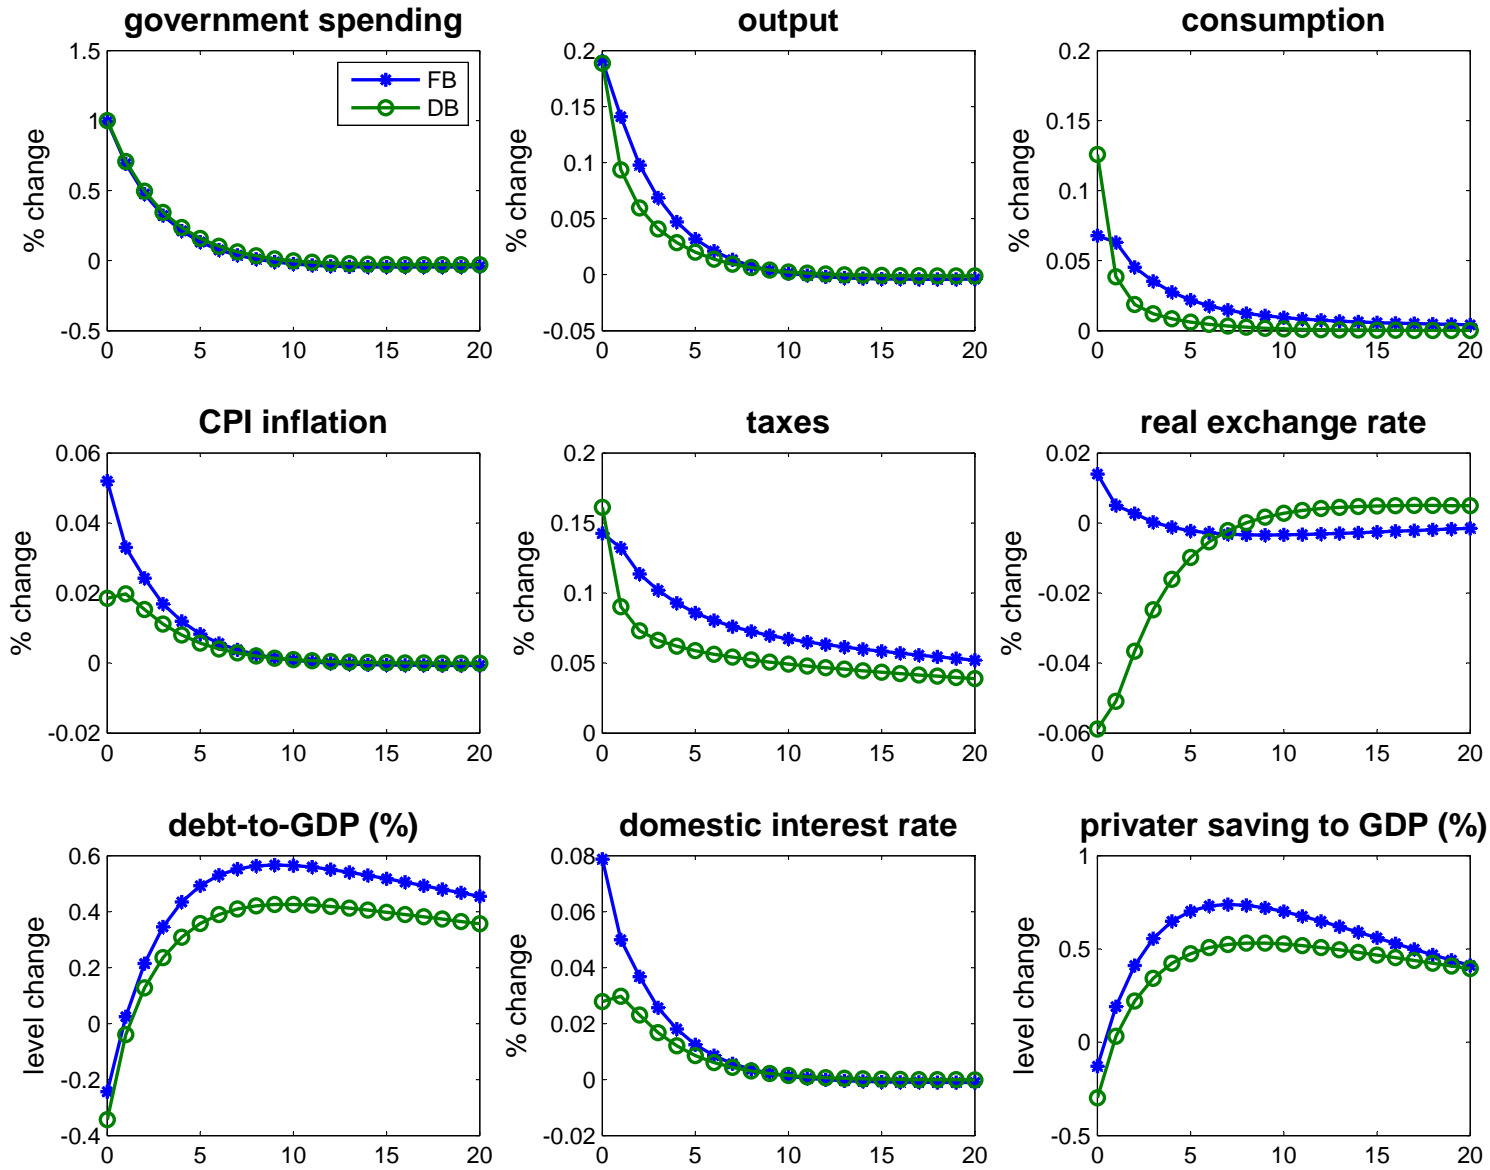 government spending
1.5
1
0.5
0
-0.5
0 5 10 15 20
% change
FB
DB
output
0.2
0.15
0.1
0.05
0
-0.05
0 5 10 15 20
% change
consumption
0.2
0.15
0.1
0.05
0
0 5 10 15 20
% change
CPI inflation
0.06
0.04
0.02
0
-0.02
0 5 10 15 20
% change
taxes
0.2
0.15
0.1
0.05
0
0 5 10 15 20
% change
real exchange rate
0.02
0
-0.02
-0.04
-0.06
0 5 10 15 20
% change
debt-to-GDP (%)
0.6
0.4
0.2
0
-0.2
-0.4
0 5 10 15 20
level change
domestic interest rate
0.08
0.06
0.04
0.02
0
-0.02
0 5 10 15 20
% change
privater saving to GDP (%)
1
0.5
0
-0.5
0 5 10 15 20
level change